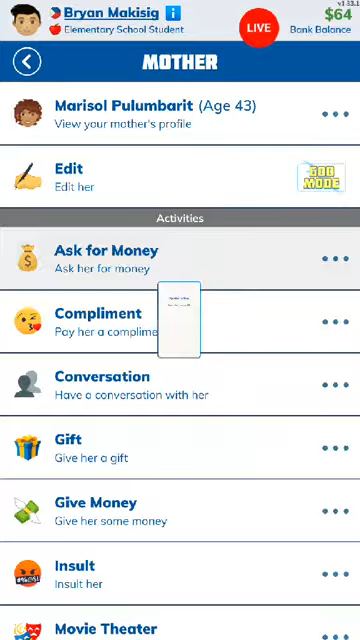 v1.33.1
Bryan Makisig
Elementary School Student
LIVE
$64
Bank Balance
MOTHER
Marisol Pulumbarit (Age 43)
View your mother's profile
Edit
Edit her
GOD MODE
Activities
Ask for Money
Ask her for money
Compliment
Pay her a complime
Conversation
Have a conversation with her
Gift
Give her a gift
Give Money
Give her some money
Insult
Insult her
Movie Theater